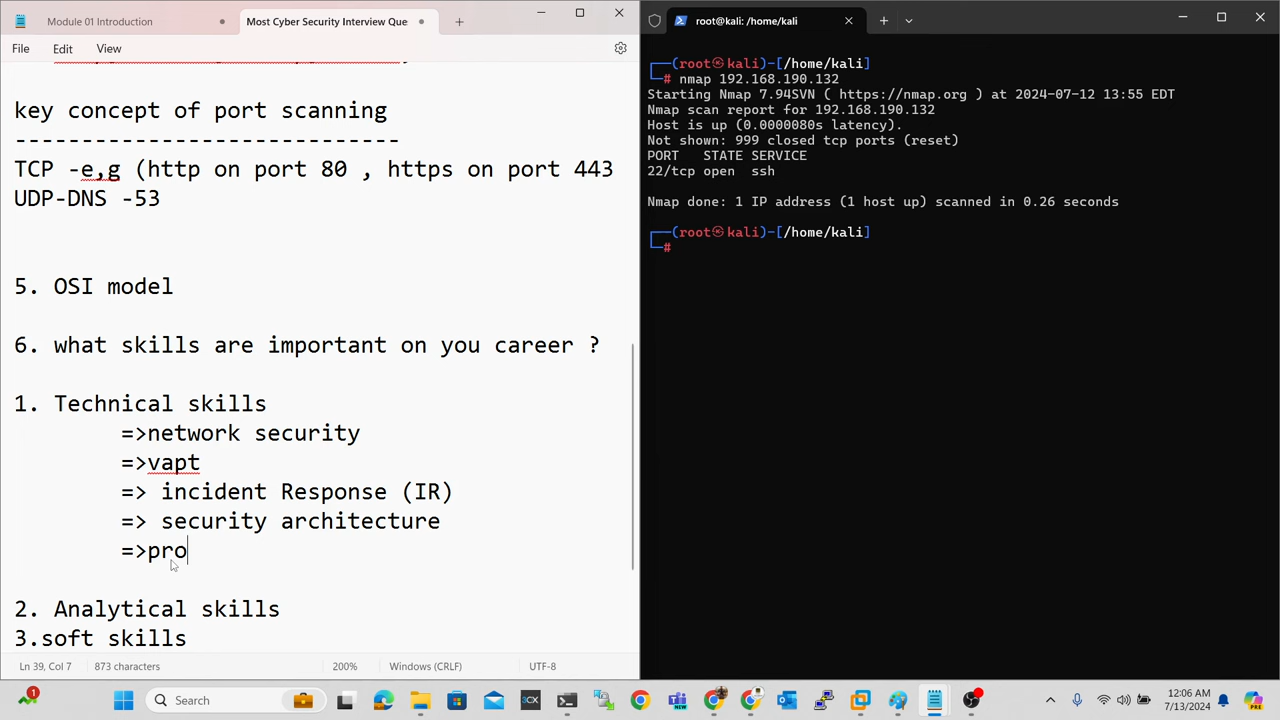 Module 01 Introduction
Most Cyber Security Interview Que
File Edit View
key concept of port scanning
-----------------------------
TCP -e,g (http on port 80 , https on port 443
UDP-DNS -53
5. OSI model
6. what skills are important on you career ?
1. Technical skills
=>network security
=>vapt
=> incident Response (IR)
=> security architecture
=>pro
2. Analytical skills
3.soft skills
Ln 39, Col 7 873 characters 200% Windows (CRLF) UTF-8
root@kali: /home/kali
┌──(root㉿kali)-[/home/kali]
└─# nmap 192.168.190.132
Starting Nmap 7.94SVN ( https://nmap.org ) at 2024-07-12 13:55 EDT
Nmap scan report for 192.168.190.132
Host is up (0.0000080s latency).
Not shown: 999 closed tcp ports (reset)
PORT STATE SERVICE
22/tcp open ssh
Nmap done: 1 IP address (1 host up) scanned in 0.26 seconds
┌──(root㉿kali)-[/home/kali]
└─#
1
Search
12:06 AM
7/13/2024